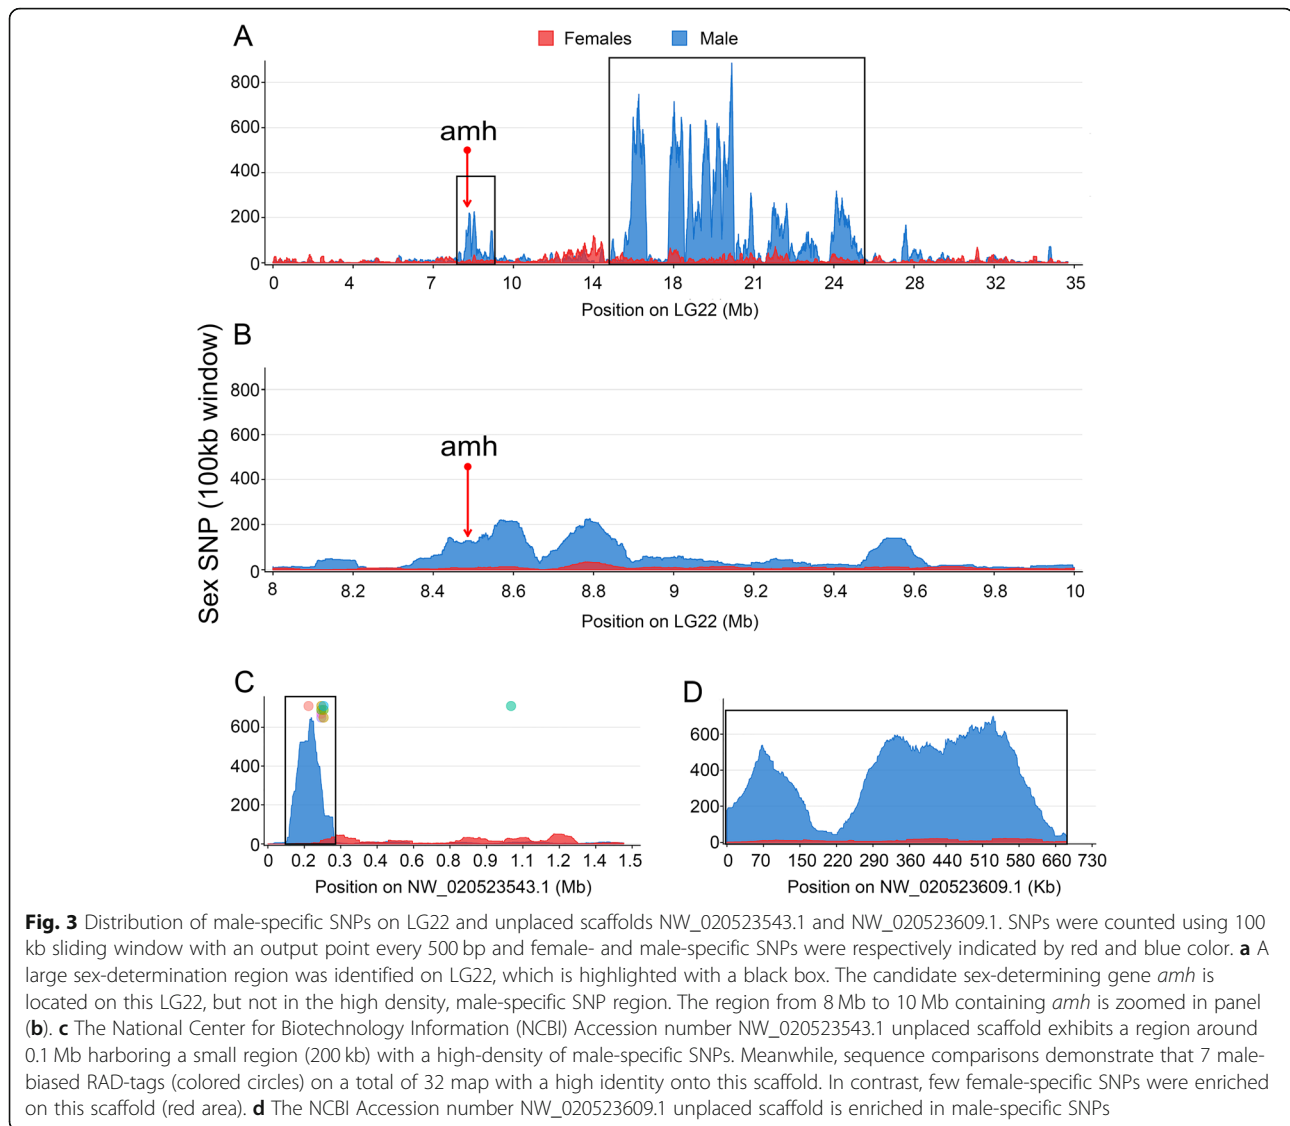 A
Females Male
800
600
400
200
0
amh
0 4 7 10 14 18 21 24 28 32 35
Position on LG22 (Mb)
Sex SNP (100kb window)
B
800
600
400
200
0
amh
8 8.2 8.4 8.6 8.8 9 9.2 9.4 9.6 9.8 10
Position on LG22 (Mb)
C
600
400
200
0
0 0.2 0.3 0.4 0.6 0.8 0.9 1.1 1.2 1.4 1.5
Position on NW_020523543.1 (Mb)
D
600
400
200
0
0 70 150 220 290 360 440 510 580 660 730
Position on NW_020523609.1 (Kb)
Fig. 3 Distribution of male-specific SNPs on LG22 and unplaced scaffolds NW_020523543.1 and NW_020523609.1. SNPs were counted using 100
kb sliding window with an output point every 500 bp and female- and male-specific SNPs were respectively indicated by red and blue color. a A
large sex-determination region was identified on LG22, which is highlighted with a black box. The candidate sex-determining gene amh is
located on this LG22, but not in the high density, male-specific SNP region. The region from 8 Mb to 10 Mb containing amh is zoomed in panel
(b). c The National Center for Biotechnology Information (NCBI) Accession number NW_020523543.1 unplaced scaffold exhibits a region around
0.1 Mb harboring a small region (200 kb) with a high-density of male-specific SNPs. Meanwhile, sequence comparisons demonstrate that 7 male-
biased RAD-tags (colored circles) on a total of 32 map with a high identity onto this scaffold. In contrast, few female-specific SNPs were enriched
on this scaffold (red area). d The NCBI Accession number NW_020523609.1 unplaced scaffold is enriched in male-specific SNPs